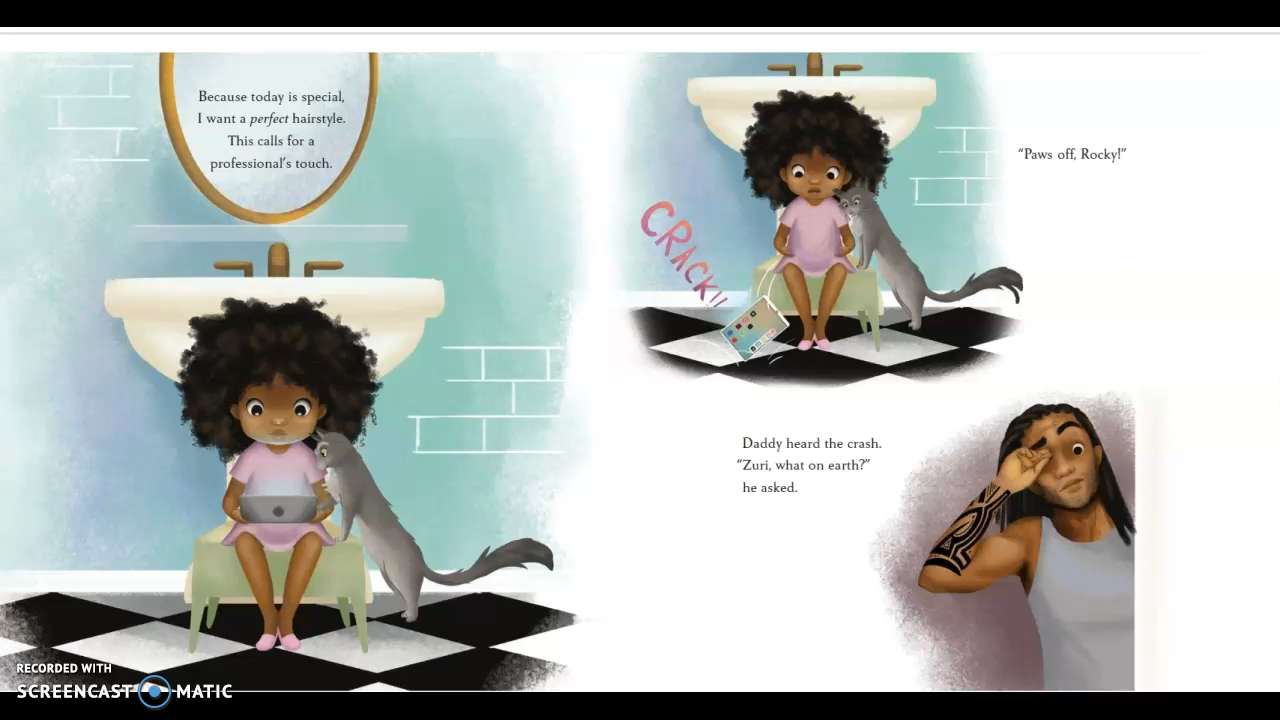 Because today is special,
I want a perfect hairstyle.
This calls for a
professional's touch.
CRACK!!
“Paws off, Rocky!”
Daddy heard the crash.
“Zuri, what on earth?”
he asked.
RECORDED WITH
SCREENCAST MATIC